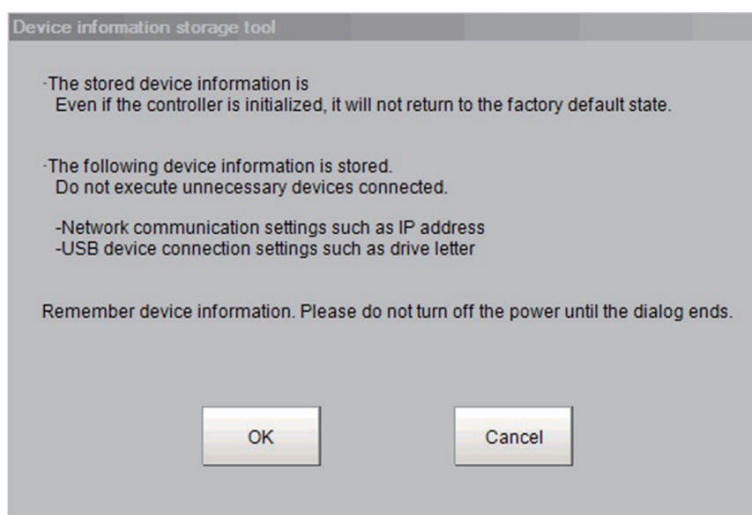 Device information storage tool
·The stored device information is
Even if the controller is initialized, it will not return to the factory default state.
·The following device information is stored.
Do not execute unnecessary devices connected.
-Network communication settings such as IP address
-USB device connection settings such as drive letter
Remember device information. Please do not turn off the power until the dialog ends.
OK
Cancel